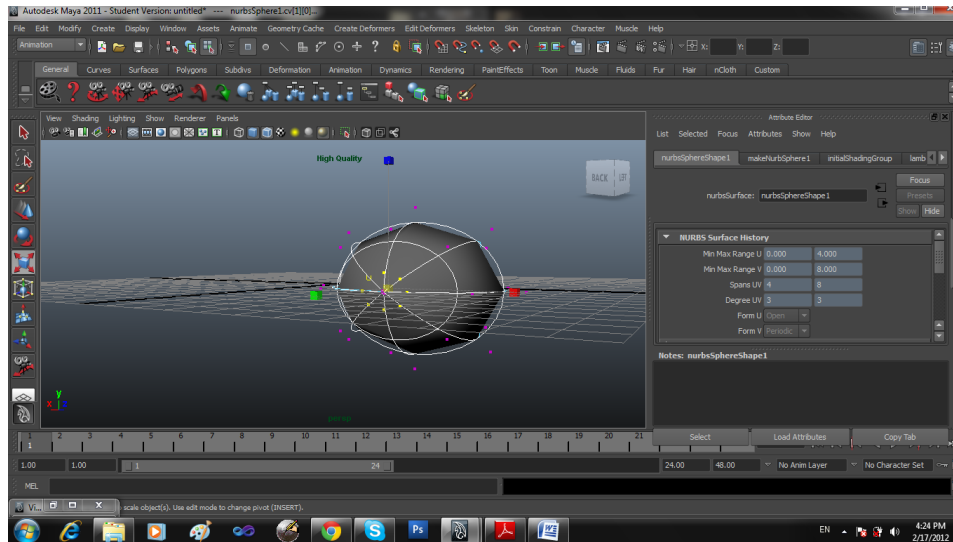 Autodesk Maya 2011 - Student Version: untitled* --- nurbsSphere1.cv[1][0]...
File Edit Modify Create Display Window Assets Animate Geometry Cache Create Deformers Edit Deformers Skeleton Skin Constrain Character Muscle Help
Animation X: Y: Z:
General Curves Surfaces Polygons Subdivs Deformation Animation Dynamics Rendering PaintEffects Toon Muscle Fluids Fur Hair nCloth Custom
View Shading Lighting Show Renderer Panels
High Quality
BACK
y
x
persp
Attribute Editor
List Selected Focus Attributes Show Help
nurbsSphereShape1 makeNurbSphere1 initialShadingGroup lamb
nurbsSurface: nurbsSphereShape1
Focus
Presets
Show Hide
NURBS Surface History
Min Max Range U 0.000 4.000
Min Max Range V 0.000 8.000
Spans UV 4 8
Degree UV 3 3
Form U Open
Form V Periodic
Notes: nurbsSphereShape1
Select Load Attributes Copy Tab
1 2 3 4 5 6 7 8 9 10 11 12 13 14 15 16 17 18 19 20 21
1
1.00 1.00 1 24 24.00 48.00 No Anim Layer No Character Set
MEL
Vi... scale object(s). Use edit mode to change pivot (INSERT).
Ps
EN 4:24 PM
2/17/2012